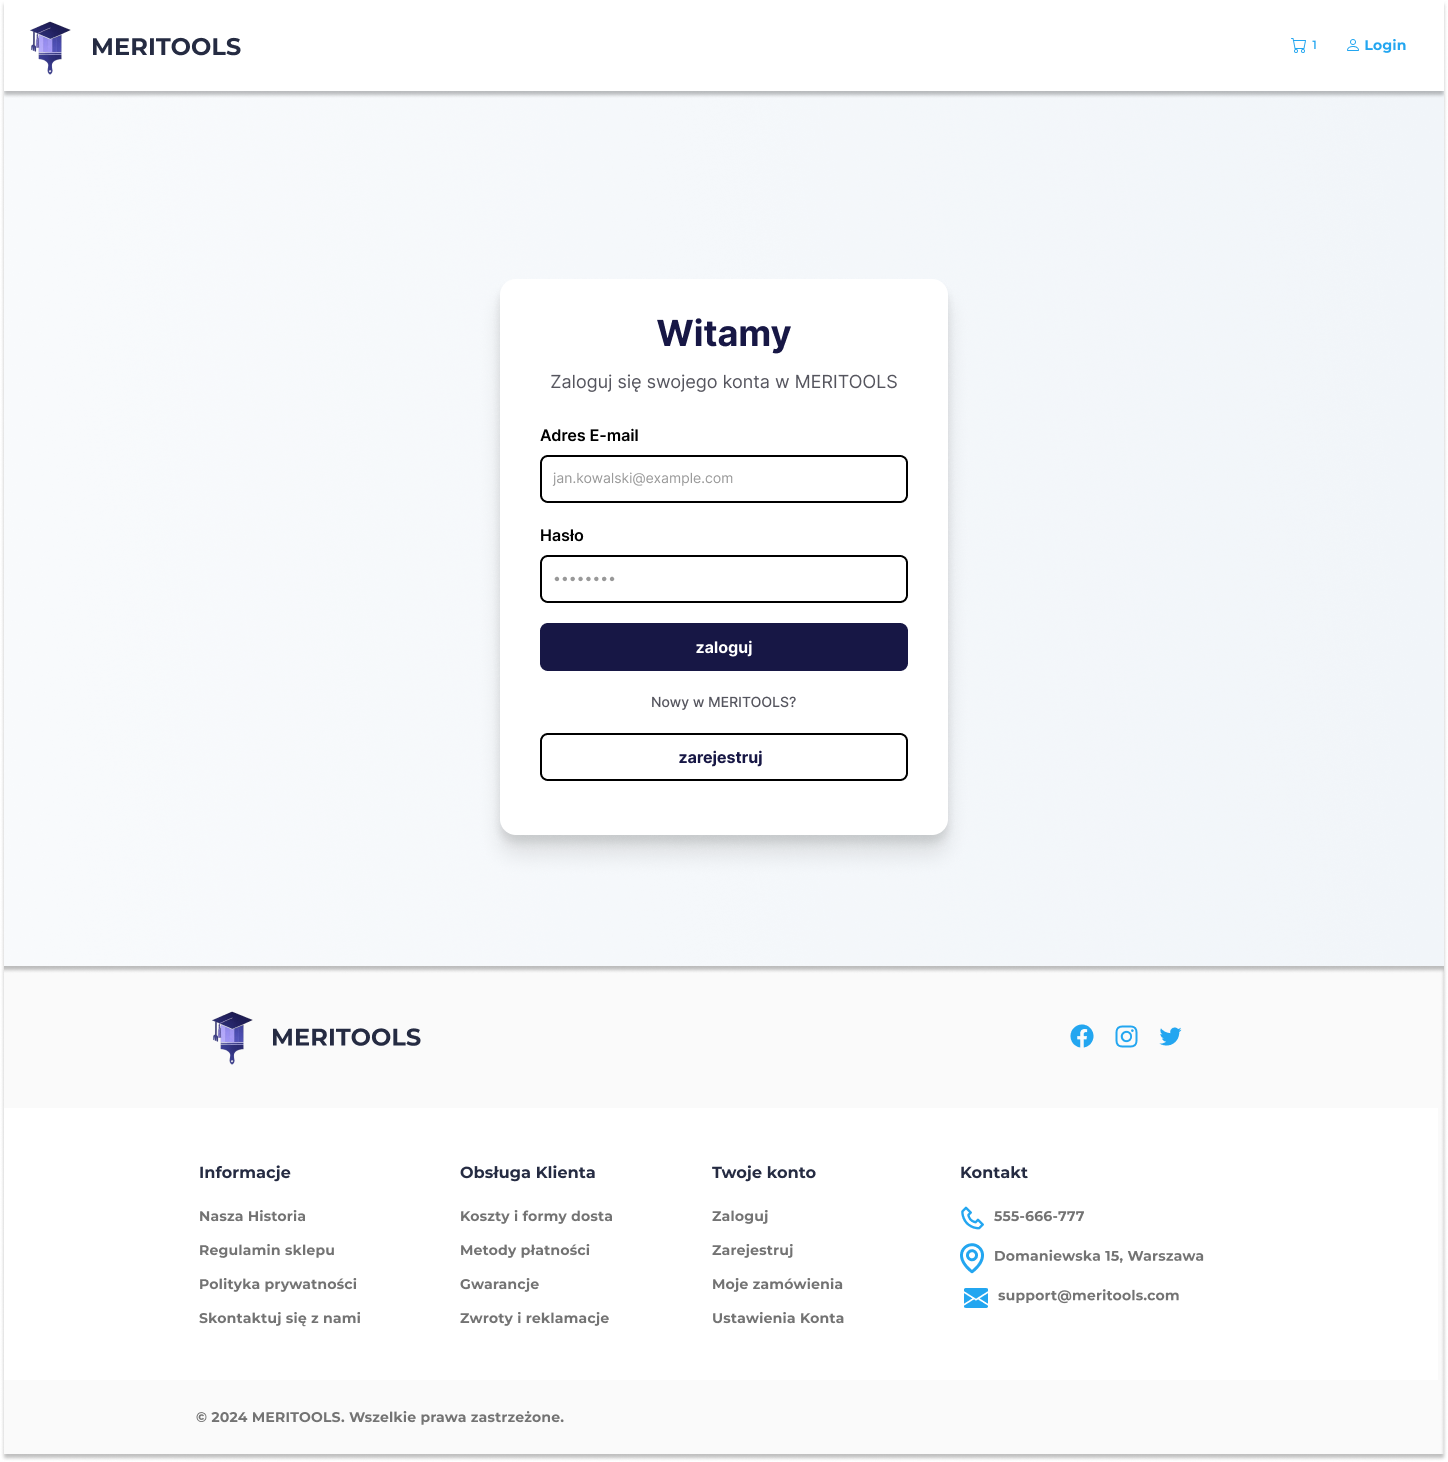 MERITOOLS
1
Login
Witamy
Zaloguj się swojego konta w MERITOOLS
Adres E-mail
jan.kowalski@example.com
Hasło
••••••••
zaloguj
Nowy w MERITOOLS?
zarejestruj
MERITOOLS
Informacje
Nasza Historia
Regulamin sklepu
Polityka prywatności
Skontaktuj się z nami
Obsługa Klienta
Koszty i formy dosta
Metody płatności
Gwarancje
Zwroty i reklamacje
Twoje konto
Zaloguj
Zarejestruj
Moje zamówienia
Ustawienia Konta
Kontakt
555-666-777
Domaniewska 15, Warszawa
support@meritools.com
© 2024 MERITOOLS. Wszelkie prawa zastrzeżone.